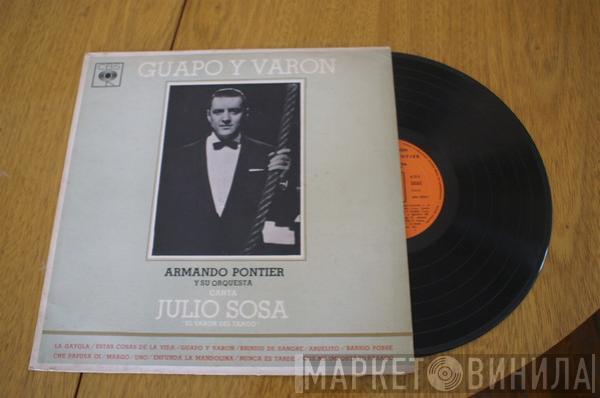 CBS
GUAPO Y VARON
ARMANDO PONTIER
Y SU ORQUESTA
CANTA
JULIO SOSA
"EL VARON DEL TANGO"
LA GAYOLA / ESTAS COSAS DE LA VIDA / GUAPO Y VARON / BRINDIS DE SANGRE / ABUELITO / BARRIO POBRE
CHE PAPUSA OI / MARGO / UNO / ENFUNDA LA MANDOLINA / NUNCA ES TARDE
МАРКЕТ ВИНИЛА